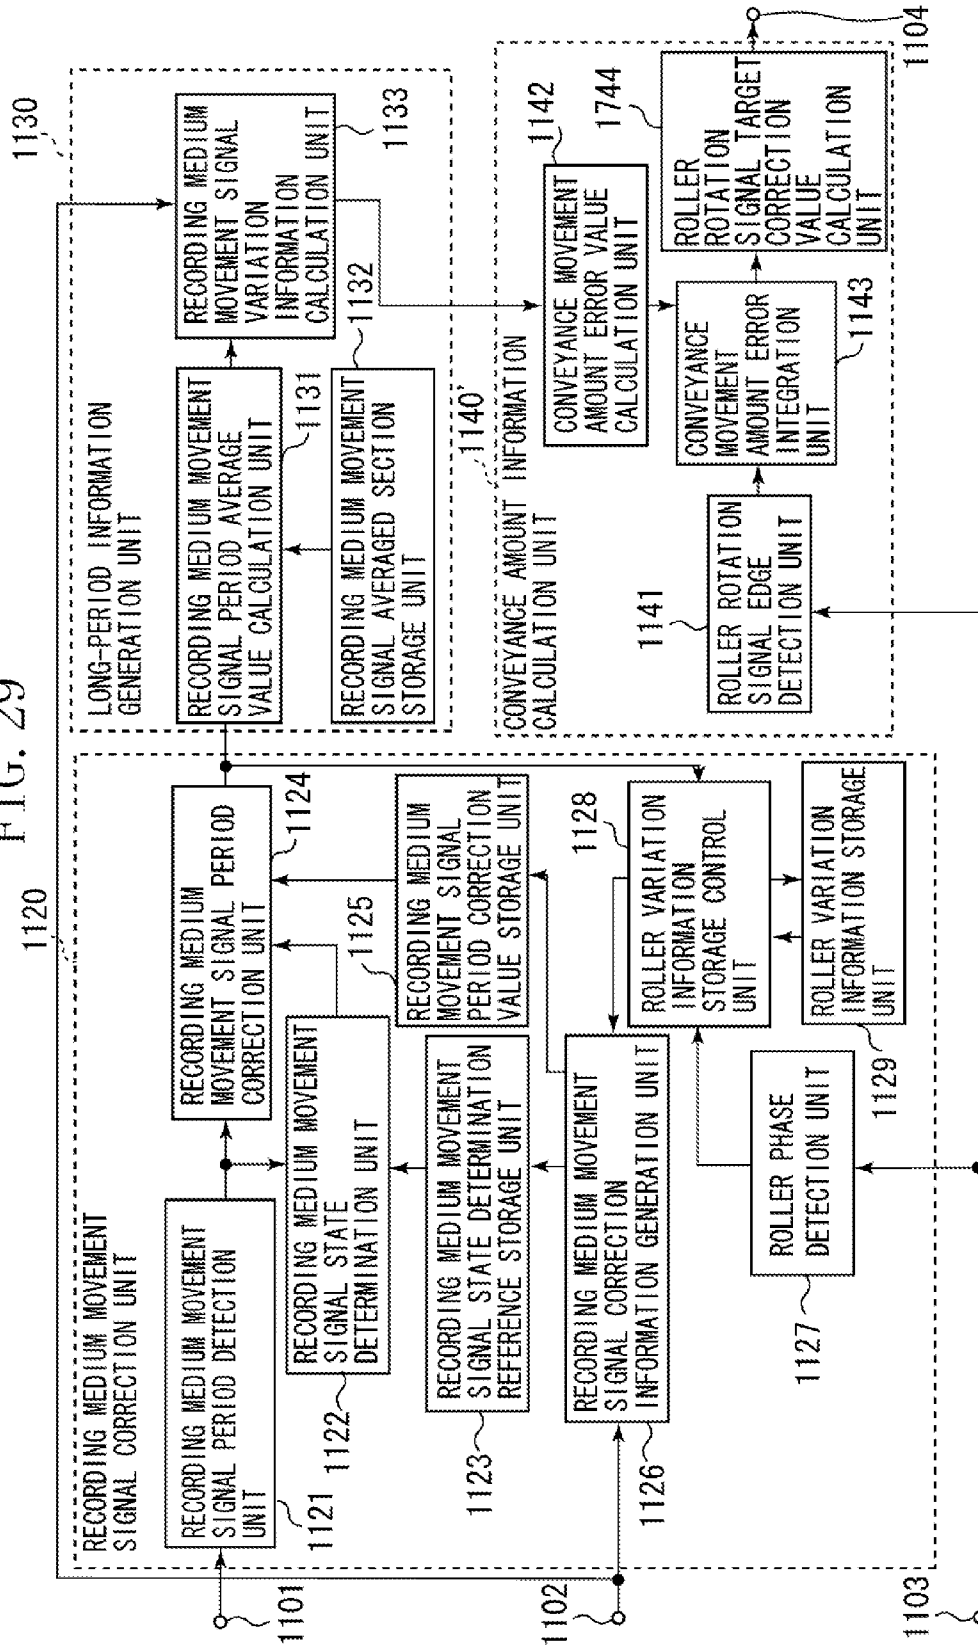 FIG. 29
1120
RECORDING MEDIUM MOVEMENT
SIGNAL CORRECTION UNIT
1101
RECORDING MEDIUM MOVEMENT
SIGNAL PERIOD DETECTION
UNIT
1121
RECORDING MEDIUM
MOVEMENT SIGNAL PERIOD
CORRECTION UNIT
1124
RECORDING MEDIUM MOVEMENT
SIGNAL STATE
DETERMINATION UNIT
1122
RECORDING MEDIUM
MOVEMENT SIGNAL
PERIOD CORRECTION
VALUE STORAGE UNIT
1125
RECORDING MEDIUM MOVEMENT
SIGNAL STATE DETERMINATION
REFERENCE STORAGE UNIT
1123
1102
RECORDING MEDIUM MOVEMENT
SIGNAL CORRECTION
INFORMATION GENERATION UNIT
1126
ROLLER VARIATION
INFORMATION
STORAGE CONTROL
UNIT
1128
ROLLER PHASE
DETECTION UNIT
1127
ROLLER VARIATION
INFORMATION STORAGE
UNIT
1129
1103
1130
LONG-PERIOD INFORMATION
GENERATION UNIT
RECORDING MEDIUM MOVEMENT
SIGNAL PERIOD AVERAGE
VALUE CALCULATION UNIT
1131
RECORDING MEDIUM
MOVEMENT SIGNAL
VARIATION
INFORMATION
CALCULATION UNIT
1133
RECORDING MEDIUM MOVEMENT
SIGNAL AVERAGED SECTION
STORAGE UNIT
1132
1140'
CONVEYANCE AMOUNT INFORMATION
CALCULATION UNIT
CONVEYANCE MOVEMENT
AMOUNT ERROR VALUE
CALCULATION UNIT
1142
ROLLER ROTATION
SIGNAL EDGE
DETECTION UNIT
1141
CONVEYANCE
MOVEMENT
AMOUNT ERROR
INTEGRATION
UNIT
1143
ROLLER
ROTATION
SIGNAL TARGET
CORRECTION
VALUE
CALCULATION
UNIT
1744
1104